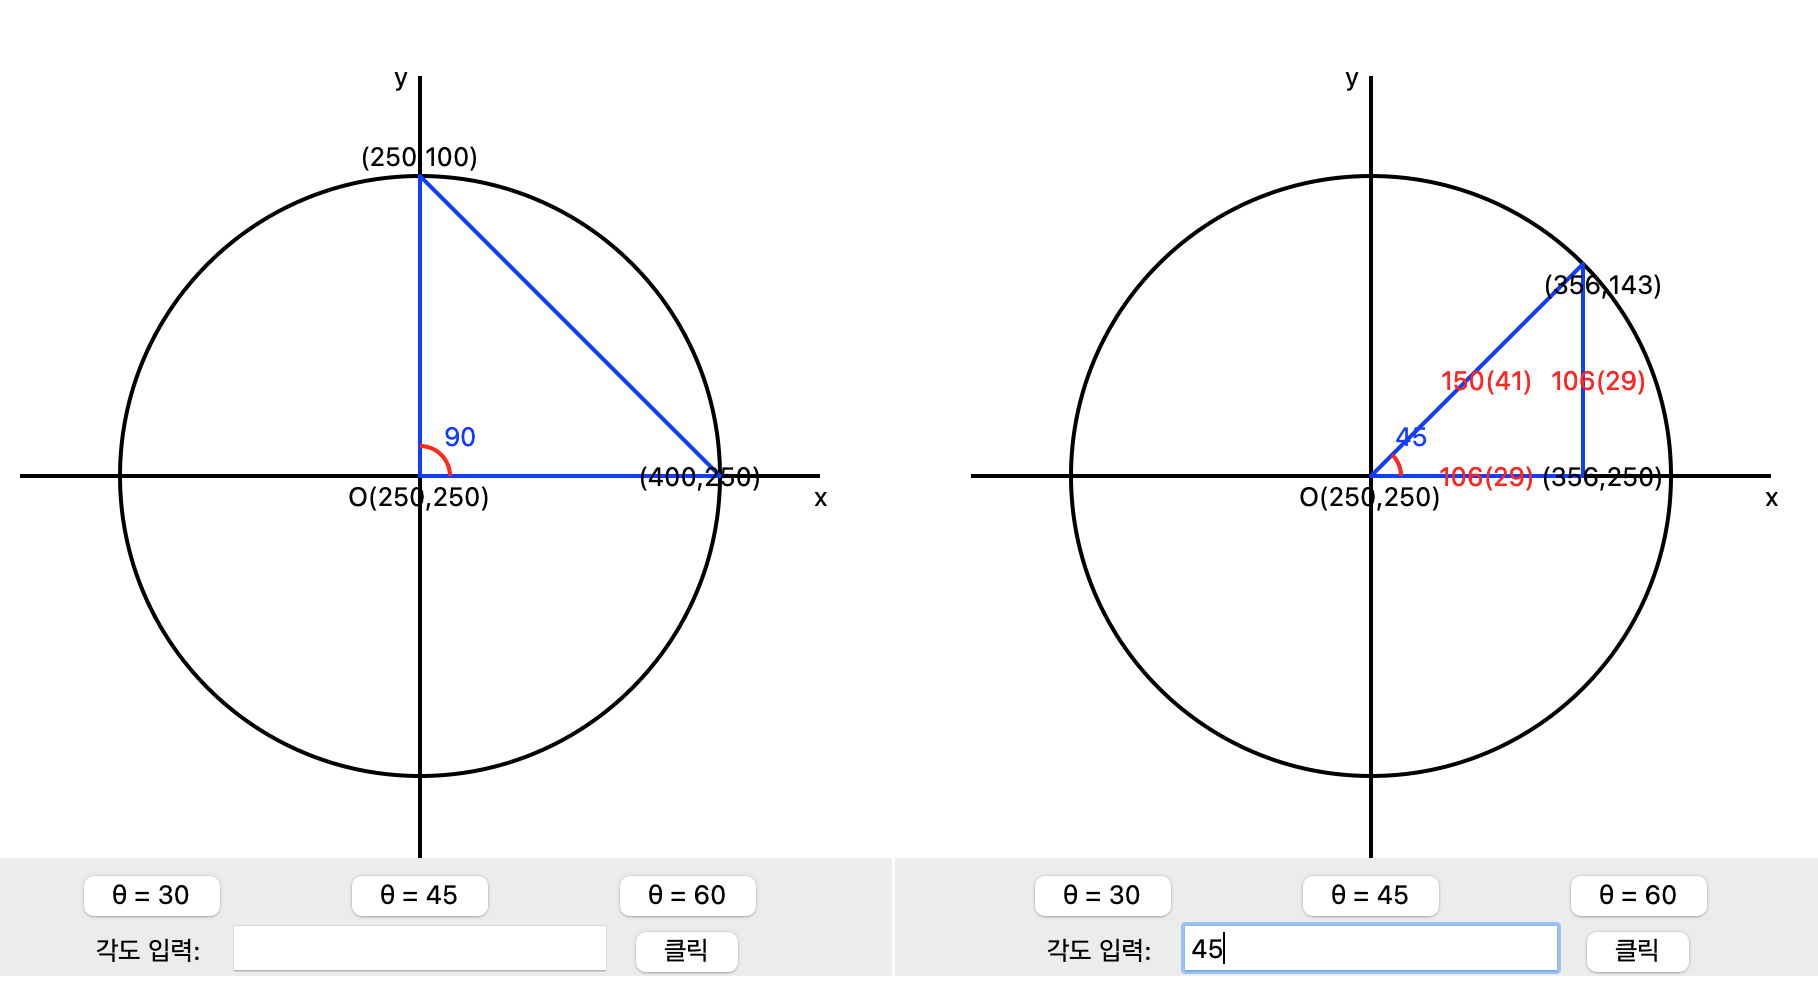 y
(250,100)
90
(400,250)
O(250,250)
x
θ = 30
θ = 45
θ = 60
각도 입력:
클릭
y
(356,143)
150(41)
106(29)
45
106(29)
(356,250)
O(250,250)
x
θ = 30
θ = 45
θ = 60
각도 입력:
45
클릭